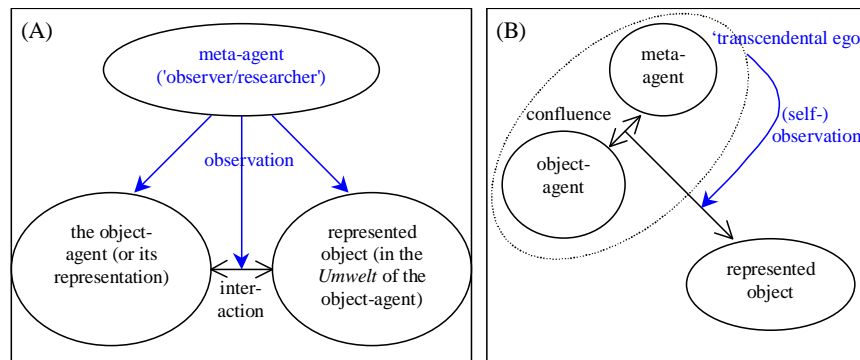 (A)
meta-agent
('observer/researcher')
observation
the object-
agent (or its
representation)
inter-
action
represented
object (in the
Umwelt of the
object-agent)
(B)
'transcendental ego
meta-
agent
confluence
(self-)
observation
object-
agent
represented
object